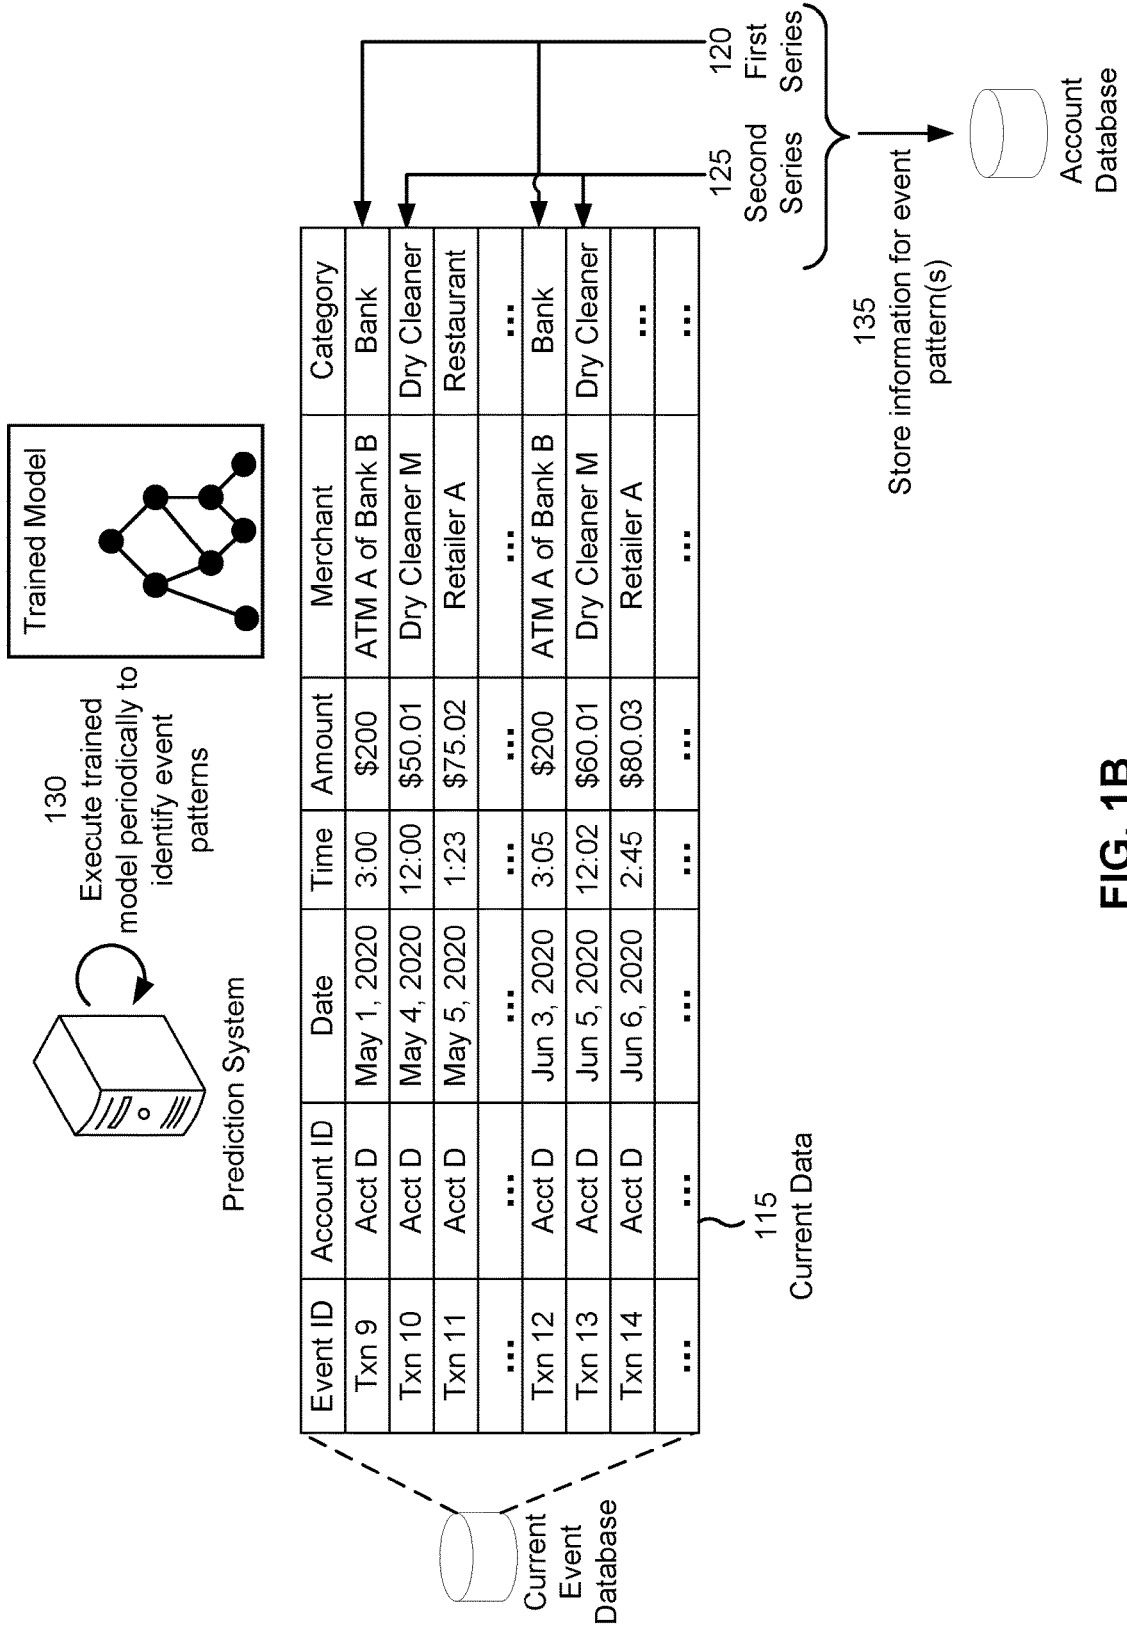 130
Execute trained
model periodically to
identify event
patterns
Prediction System
Trained Model
Current
Event
Database
Event ID Account ID Date Time Amount Merchant Category
Txn 9 Acct D May 1, 2020 3:00 $200 ATM A of Bank B Bank
Txn 10 Acct D May 4, 2020 12:00 $50.01 Dry Cleaner M Dry Cleaner
Txn 11 Acct D May 5, 2020 1:23 $75.02 Retailer A Restaurant
... ... ... ... ... ... ...
Txn 12 Acct D Jun 3, 2020 3:05 $200 ATM A of Bank B Bank
Txn 13 Acct D Jun 5, 2020 12:02 $60.01 Dry Cleaner M Dry Cleaner
Txn 14 Acct D Jun 6, 2020 2:45 $80.03 Retailer A ...
... ... ... ... ... ... ...
115
Current Data
125
Second
Series
120
First
Series
135
Store information for event
pattern(s)
Account
Database
FIG. 1B